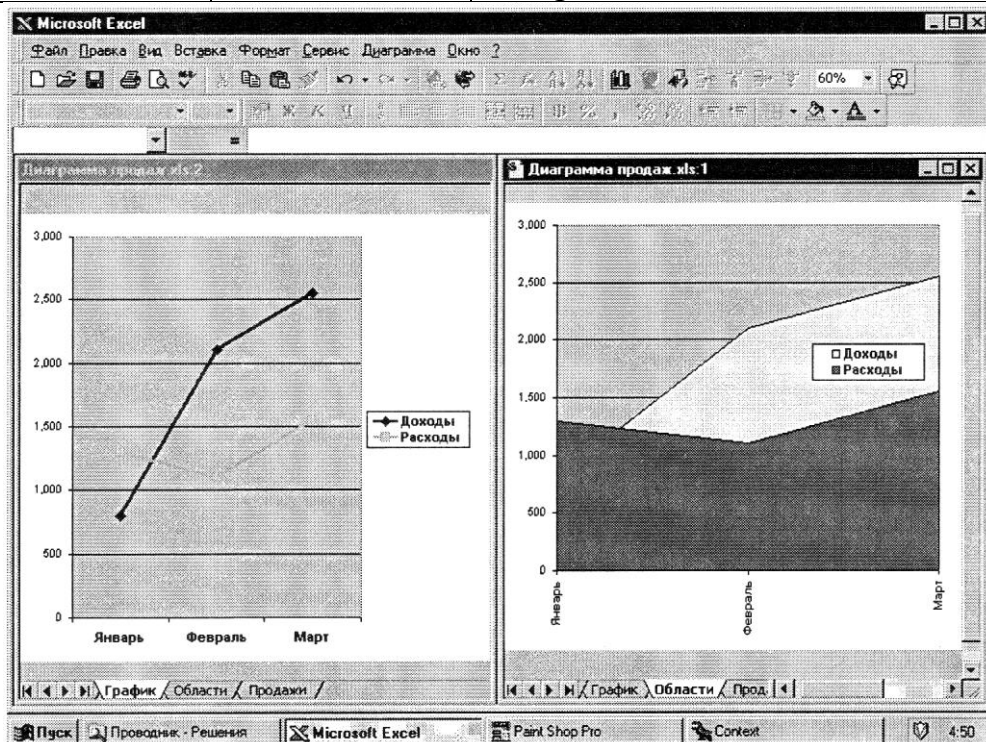 Microsoft Excel
Файл Правка Вид Вставка Формат Сервис Диаграмма Окно ?
60%
=
Диаграмма продаж.xls:2
3,000
2,500
2,000
1,500
1,000
500
0
Январь Февраль Март
Доходы
Расходы
График Области Продажи
Диаграмма продаж.xls:1
3,000
2,500
2,000
1,500
1,000
500
0
Январь
Февраль
Март
Доходы
Расходы
График Области Прод
Пуск Проводник - Решения Microsoft Excel Paint Shop Pro Context 4:50